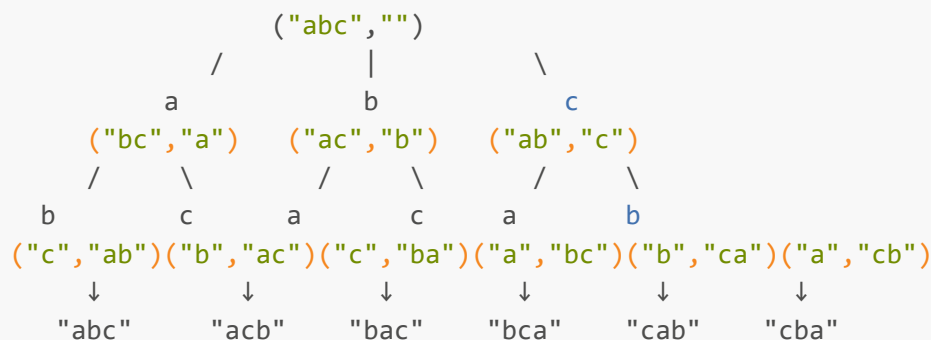 ("abc","")
/ | \
a b c
("bc","a") ("ac","b") ("ab","c")
/ \ / \ / \
b c a c a b
("c","ab")("b","ac")("c","ba")("a","bc")("b","ca")("a","cb")
↓ ↓ ↓ ↓ ↓ ↓
"abc" "acb" "bac" "bca" "cab" "cba"